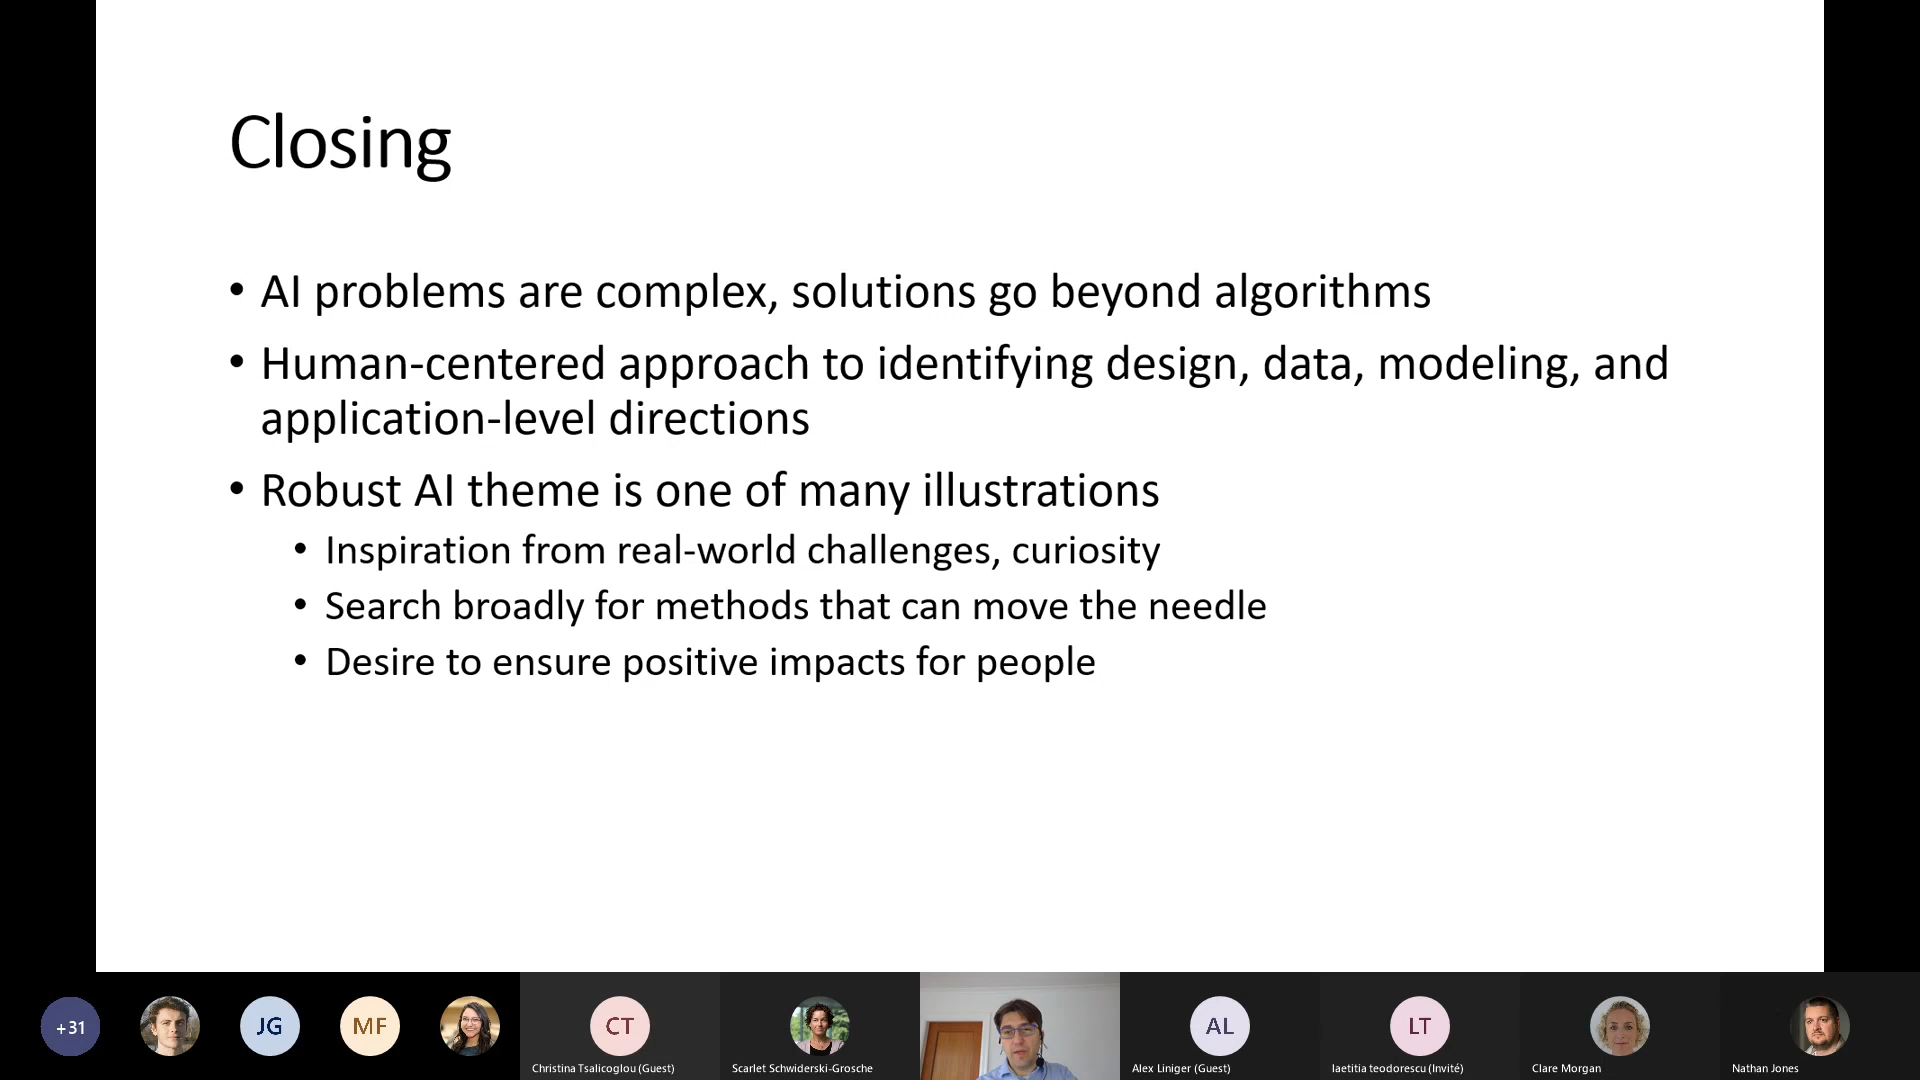 Closing
• AI problems are complex, solutions go beyond algorithms
• Human-centered approach to identifying design, data, modeling, and
application-level directions
• Robust AI theme is one of many illustrations
• Inspiration from real-world challenges, curiosity
• Search broadly for methods that can move the needle
• Desire to ensure positive impacts for people
+31
JG
MF
CT
AL
LT
Christina Tsalicoglou (Guest)
Scarlet Schwiderski-Grosche
Alex Liniger (Guest)
laetitia teodorescu (Invité)
Clare Morgan
Nathan Jones